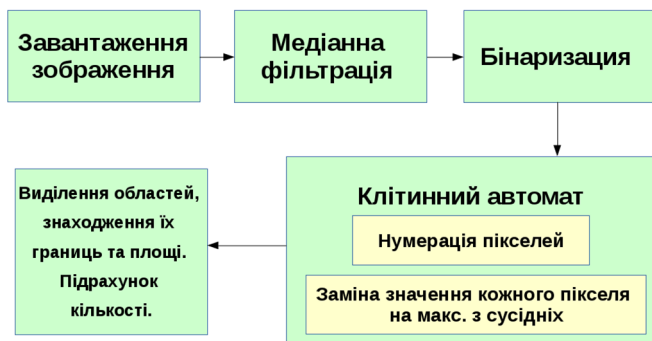 Завантаження
зображення
Медіанна
фільтрація
Бінаризация
Клітинний автомат
Нумерація пікселей
Заміна значення кожного пікселя
на макс. з сусідніх
Виділення областей,
знаходження їх
границь та площі.
Підрахунок
кількості.